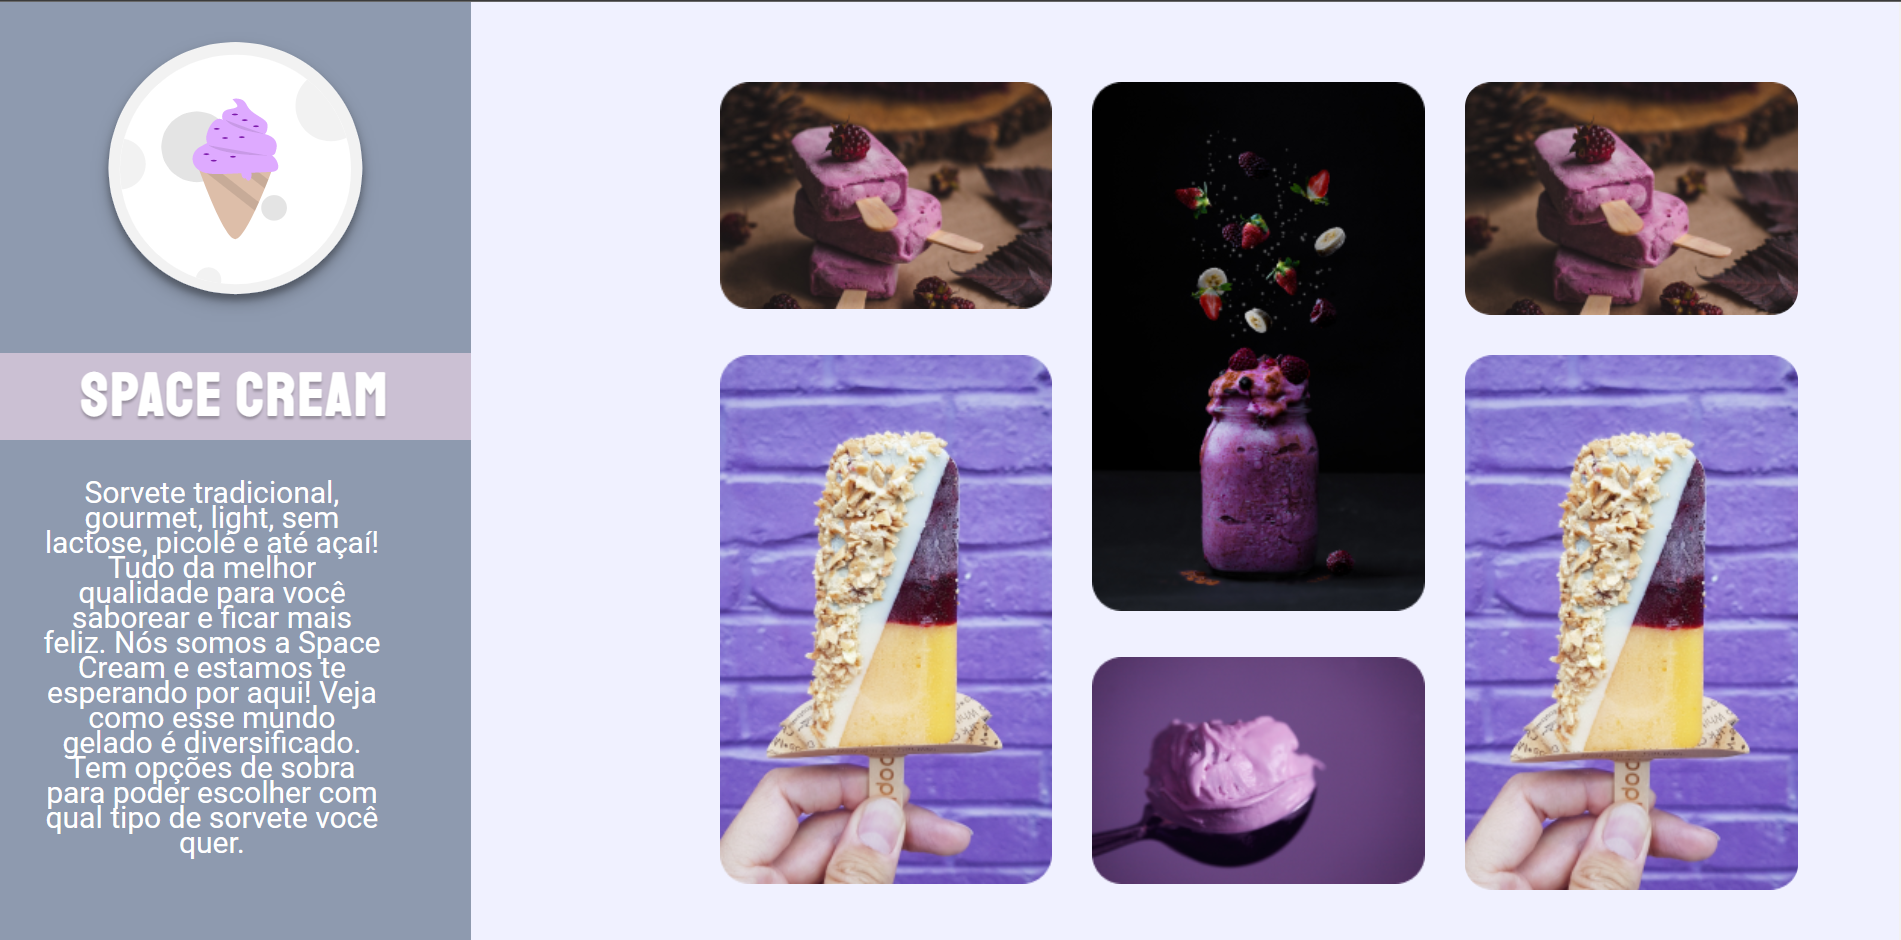 SPACE CREAM
Sorvete tradicional,
gourmet, light, sem
lactose, picolé e até açaí!
Tudo da melhor
qualidade para você
saborear e ficar mais
feliz. Nós somos a Space
Cream e estamos te
esperando por aqui! Veja
como esse mundo
gelado é diversificado.
Tem opções de sobra
para poder escolher com
qual tipo de sorvete você
quer.